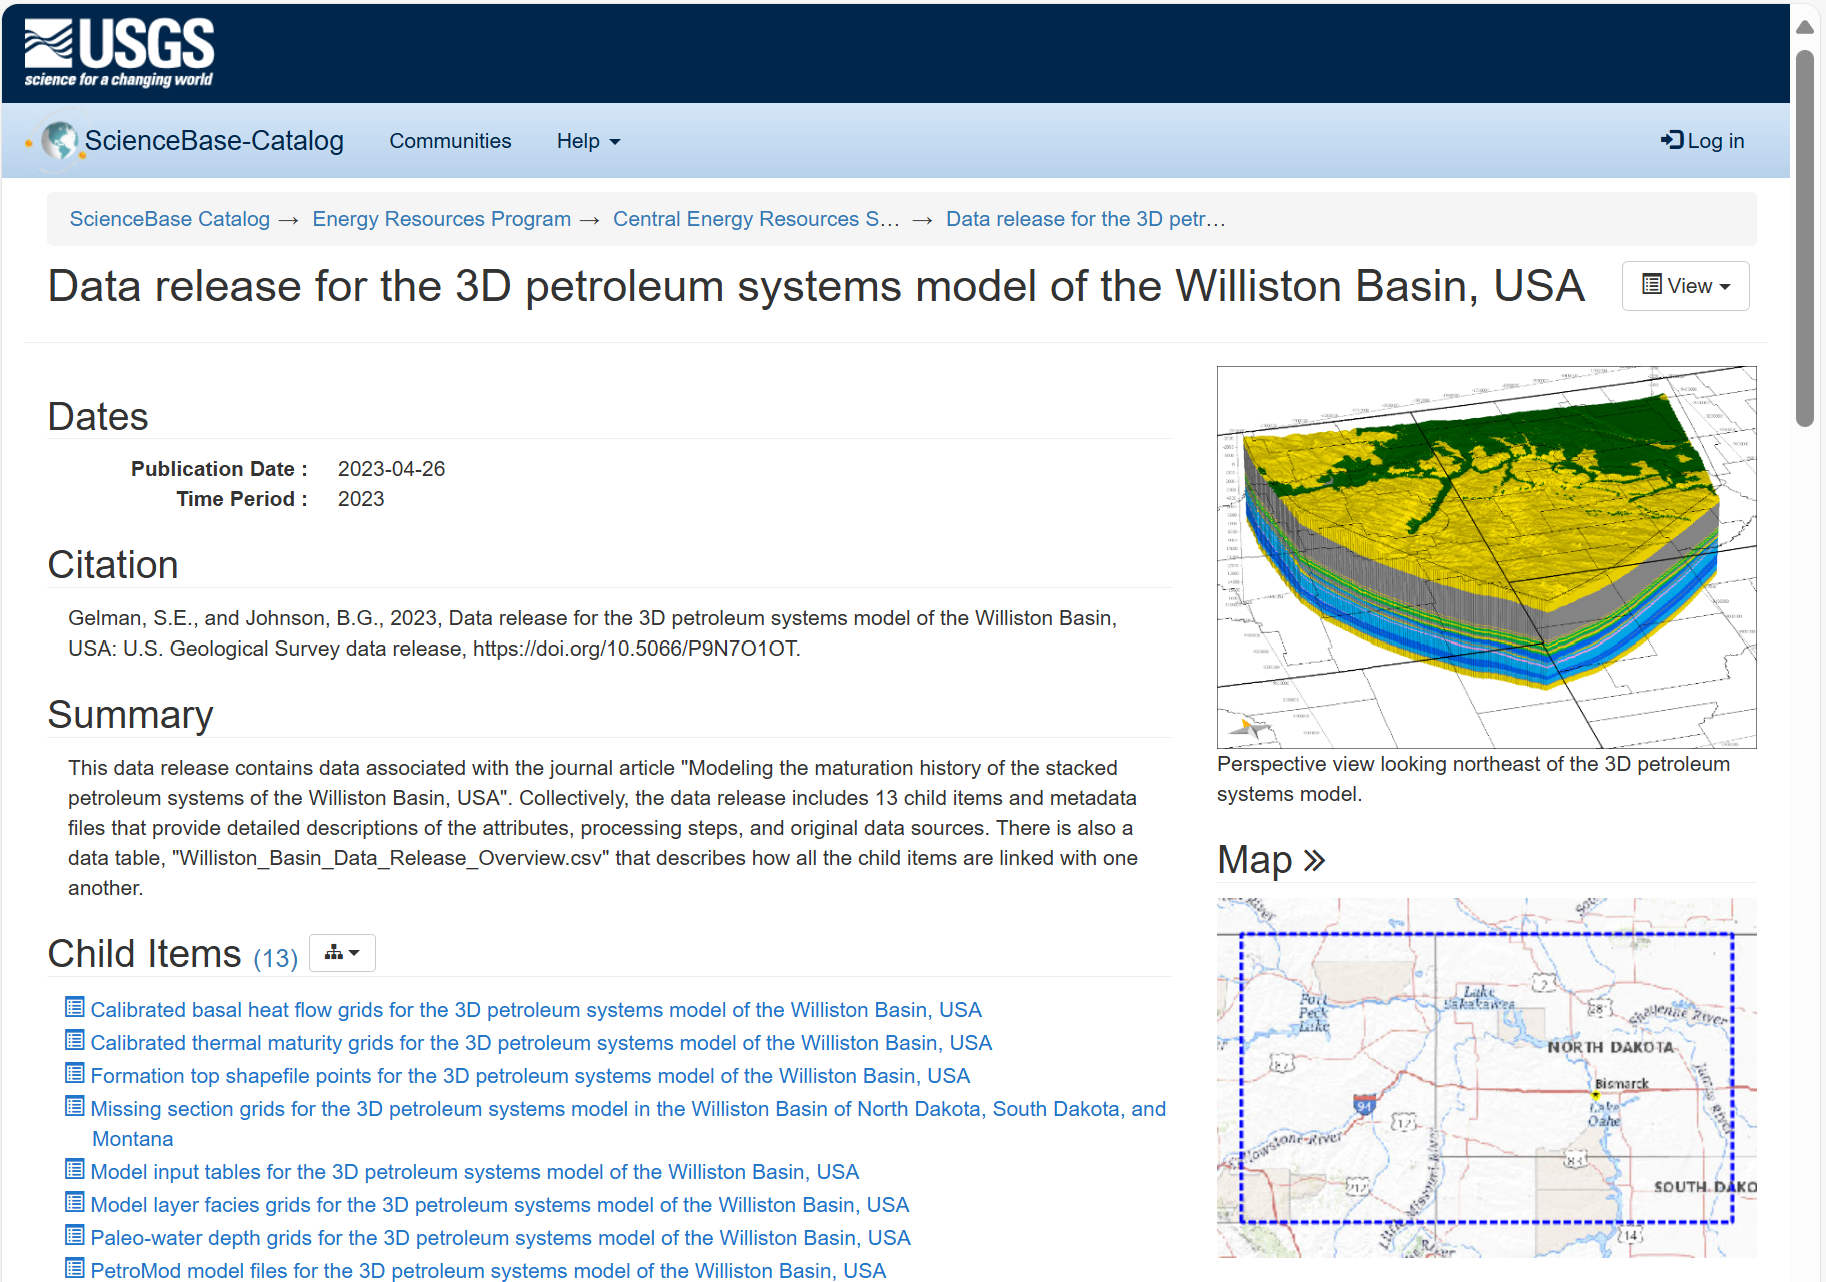 USGS
science for a changing world
ScienceBase-Catalog
Communities
Help
Log in
ScienceBase Catalog → Energy Resources Program → Central Energy Resources S... → Data release for the 3D petr...
Data release for the 3D petroleum systems model of the Williston Basin, USA
View
Dates
Publication Date : 2023-04-26
Time Period : 2023
Citation
Gelman, S.E., and Johnson, B.G., 2023, Data release for the 3D petroleum systems model of the Williston Basin,
USA: U.S. Geological Survey data release, https://doi.org/10.5066/P9N7O1OT.
Summary
This data release contains data associated with the journal article "Modeling the maturation history of the stacked
petroleum systems of the Williston Basin, USA". Collectively, the data release includes 13 child items and metadata
files that provide detailed descriptions of the attributes, processing steps, and original data sources. There is also a
data table, "Williston_Basin_Data_Release_Overview.csv" that describes how all the child items are linked with one
another.
Child Items (13)
Calibrated basal heat flow grids for the 3D petroleum systems model of the Williston Basin, USA
Calibrated thermal maturity grids for the 3D petroleum systems model of the Williston Basin, USA
Formation top shapefile points for the 3D petroleum systems model of the Williston Basin, USA
Missing section grids for the 3D petroleum systems model in the Williston Basin of North Dakota, South Dakota, and
Montana
Model input tables for the 3D petroleum systems model of the Williston Basin, USA
Model layer facies grids for the 3D petroleum systems model of the Williston Basin, USA
Paleo-water depth grids for the 3D petroleum systems model of the Williston Basin, USA
PetroMod model files for the 3D petroleum systems model of the Williston Basin, USA
Perspective view looking northeast of the 3D petroleum
systems model.
Map »
River
Fort
Peck
Lake
Lake
Sakakawea
2
281
Cheyenne River
NORTH DAKOTA
87
Bismarck
94
Lake
Oahe
James River
12
Yellowstone River
83
212
Little Missouri River
SOUTH DAKO
14
River